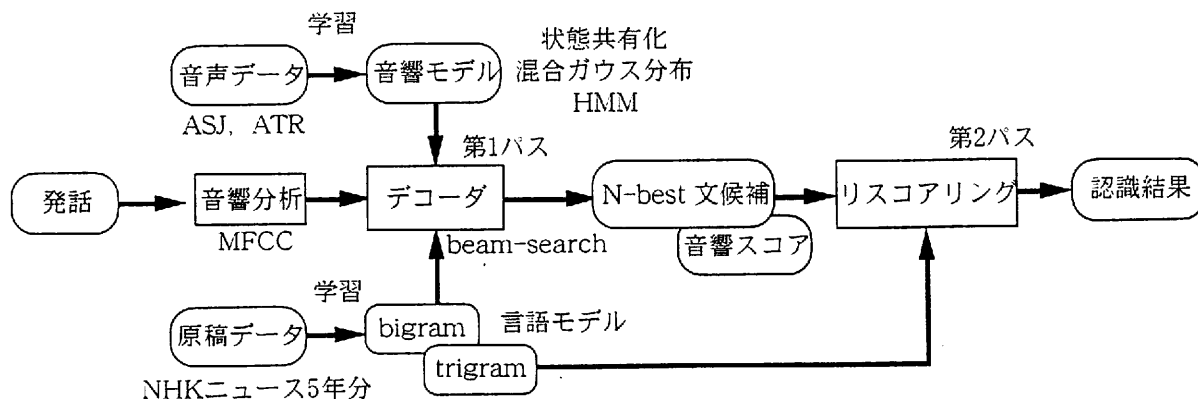 学習
音声データ
音響モデル
状態共有化
混合ガウス分布
HMM
ASJ, ATR
第1パス
第2パス
発話
音響分析
デコーダ
N-best 文候補
リスコアリング
認識結果
MFCC
beam-search
音響スコア
学習
原稿データ
bigram
言語モデル
trigram
NHKニュース5年分